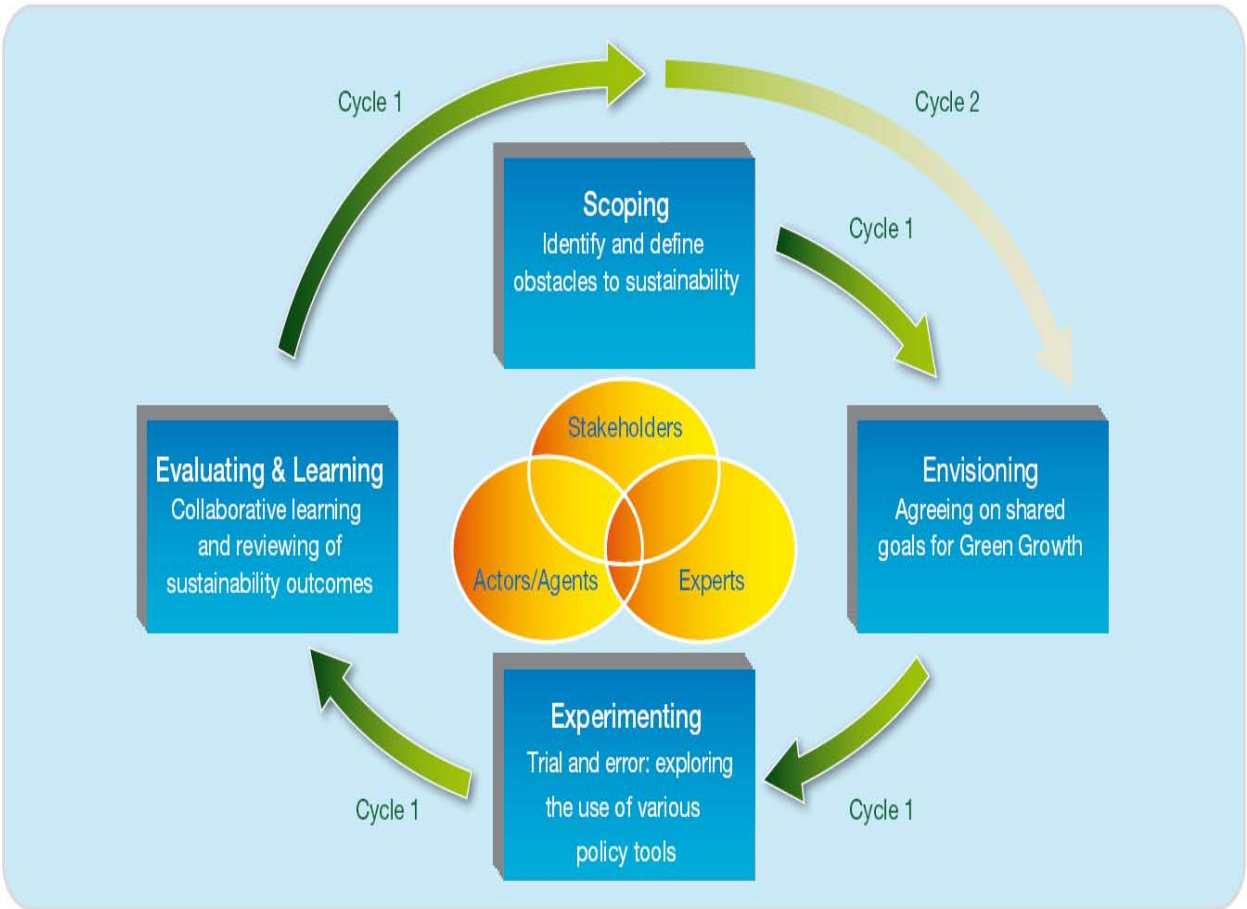 Cycle 1
Cycle 2
Scoping
Identify and define
obstacles to sustainability
Cycle 1
Stakeholders
Actors/Agents
Experts
Evaluating & Learning
Collaborative learning
and reviewing of
sustainability outcomes
Envisioning
Agreeing on shared
goals for Green Growth
Experimenting
Trial and error: exploring
the use of various
policy tools
Cycle 1
Cycle 1